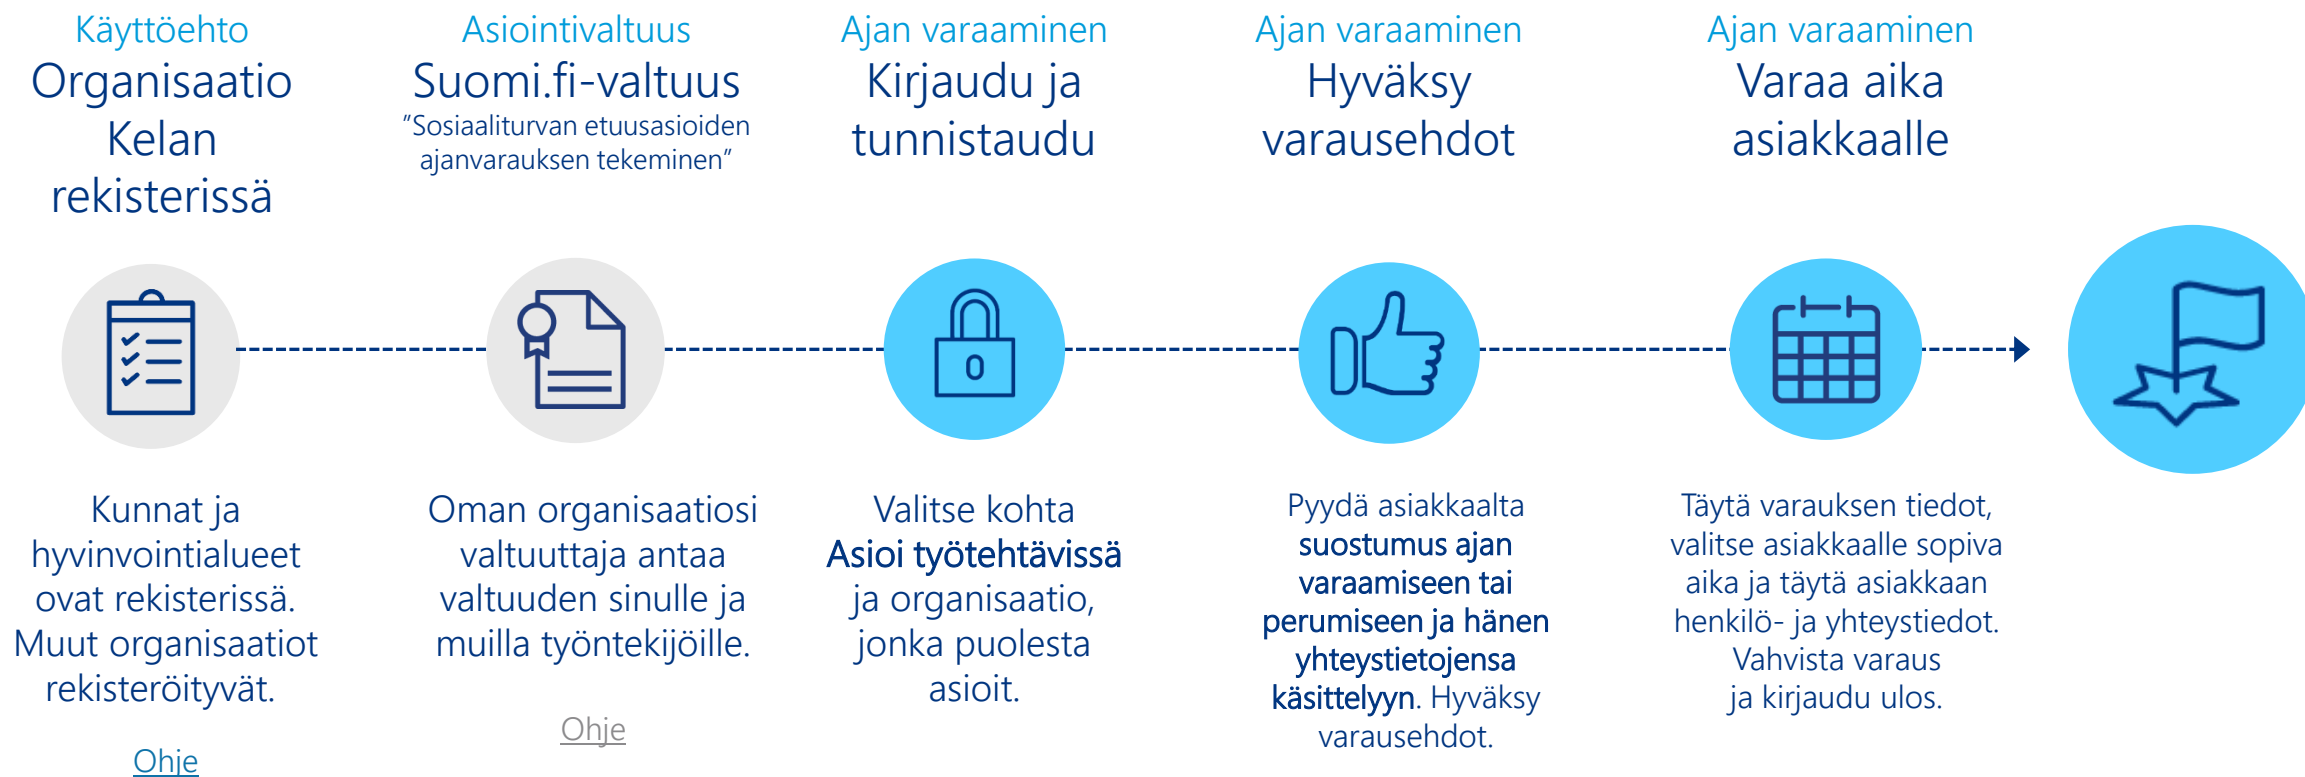 Käyttöehto
Organisaatio
Kelan
rekisterissä
Kunnat ja
hyvinvointialueet
ovat rekisterissä.
Muut organisaatiot
rekisteröityvät.
Ohje
Asiointivaltuus
Suomi.fi-valtuus
”Sosiaaliturvan etuusasioiden
ajanvarauksen tekeminen”
Oman organisaatiosi
valtuuttaja antaa
valtuuden sinulle ja
muilla työntekijöille.
Ohje
Ajan varaaminen
Kirjaudu ja
tunnistaudu
Valitse kohta
Asioi työtehtävissä
ja organisaatio,
jonka puolesta
asioit.
Ajan varaaminen
Hyväksy
varausehdot
Pyydä asiakkaalta
suostumus ajan
varaamiseen tai
perumiseen ja hänen
yhteystietojensa
käsittelyyn. Hyväksy
varausehdot.
Ajan varaaminen
Varaa aika
asiakkaalle
Täytä varauksen tiedot,
valitse asiakkaalle sopiva
aika ja täytä asiakkaan
henkilö- ja yhteystiedot.
Vahvista varaus
ja kirjaudu ulos.